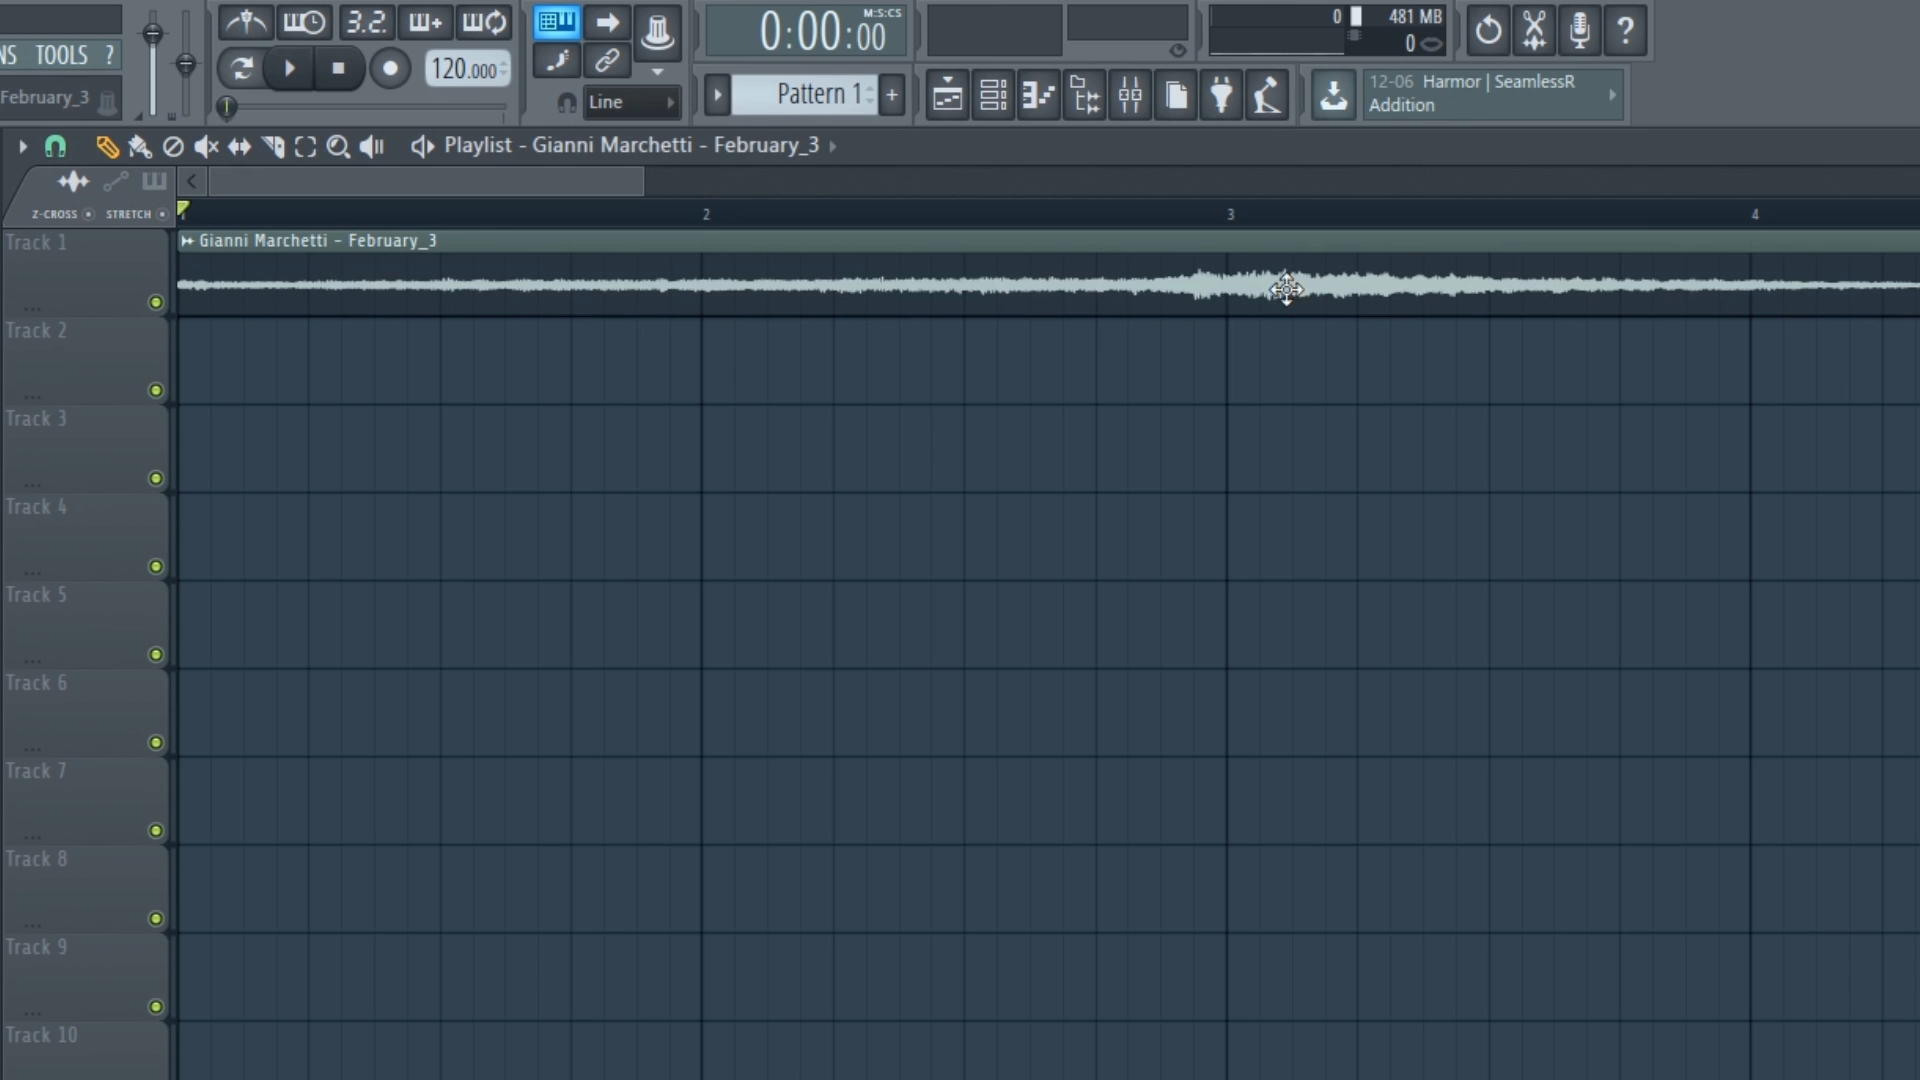 NS TOOLS ?
February_3
3.2.
120.000
Line
0:00:00
M:S:CS
0
481 MB
0
Pattern 1
+
?
12-06 Harmor | SeamlessR
Addition
Playlist - Gianni Marchetti - February_3
Z-CROSS
STRETCH
2
3
4
Gianni Marchetti - February_3
Track 1
Track 2
Track 3
Track 4
Track 5
Track 6
Track 7
Track 8
Track 9
Track 10